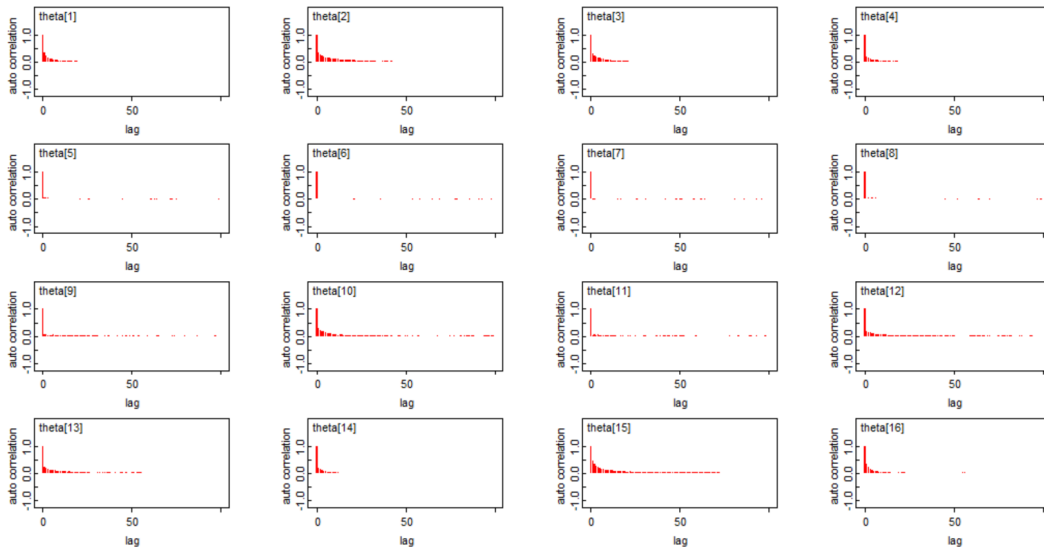 theta[1]
auto correlation
-1.0 0.0 1.0
0 50
lag
theta[2]
auto correlation
-1.0 0.0 1.0
0 50
lag
theta[3]
auto correlation
-1.0 0.0 1.0
0 50
lag
theta[4]
auto correlation
-1.0 0.0 1.0
0 50
lag
theta[5]
auto correlation
-1.0 0.0 1.0
0 50
lag
theta[6]
auto correlation
-1.0 0.0 1.0
0 50
lag
theta[7]
auto correlation
-1.0 0.0 1.0
0 50
lag
theta[8]
auto correlation
-1.0 0.0 1.0
0 50
lag
theta[9]
auto correlation
-1.0 0.0 1.0
0 50
lag
theta[10]
auto correlation
-1.0 0.0 1.0
0 50
lag
theta[11]
auto correlation
-1.0 0.0 1.0
0 50
lag
theta[12]
auto correlation
-1.0 0.0 1.0
0 50
lag
theta[13]
auto correlation
-1.0 0.0 1.0
0 50
lag
theta[14]
auto correlation
-1.0 0.0 1.0
0 50
lag
theta[15]
auto correlation
-1.0 0.0 1.0
0 50
lag
theta[16]
auto correlation
-1.0 0.0 1.0
0 50
lag